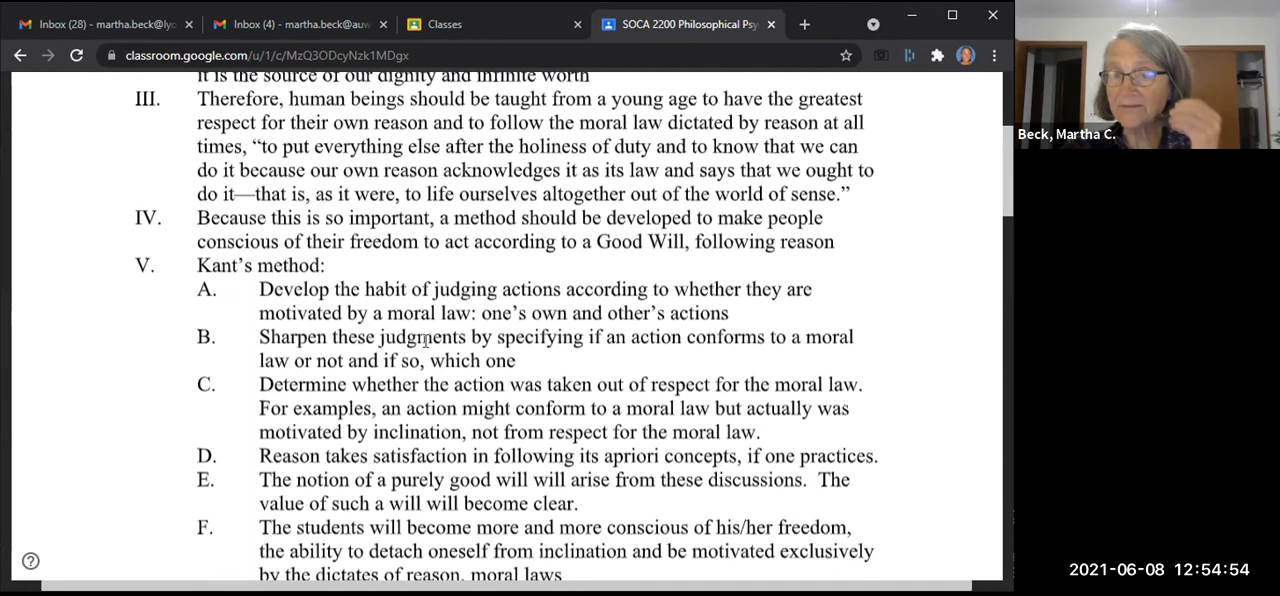 Inbox (28) - martha.beck@lyo
Inbox (4) - martha.beck@auw
Classes
SOCA 2200 Philosophical Psy
classroom.google.com/u/1/c/MzQ3ODcyNzk1MDgx
it is the source of our dignity and infinite worth
III. Therefore, human beings should be taught from a young age to have the greatest
respect for their own reason and to follow the moral law dictated by reason at all
times, “to put everything else after the holiness of duty and to know that we can
do it because our own reason acknowledges it as its law and says that we ought to
do it—that is, as it were, to life ourselves altogether out of the world of sense.”
IV. Because this is so important, a method should be developed to make people
conscious of their freedom to act according to a Good Will, following reason
V. Kant’s method:
A. Develop the habit of judging actions according to whether they are
motivated by a moral law: one’s own and other’s actions
B. Sharpen these judgments by specifying if an action conforms to a moral
law or not and if so, which one
C. Determine whether the action was taken out of respect for the moral law.
For examples, an action might conform to a moral law but actually was
motivated by inclination, not from respect for the moral law.
D. Reason takes satisfaction in following its apriori concepts, if one practices.
E. The notion of a purely good will will arise from these discussions. The
value of such a will will become clear.
F. The students will become more and more conscious of his/her freedom,
the ability to detach oneself from inclination and be motivated exclusively
by the dictates of reason, moral laws
Beck, Martha C.
2021-06-08 12:54:54